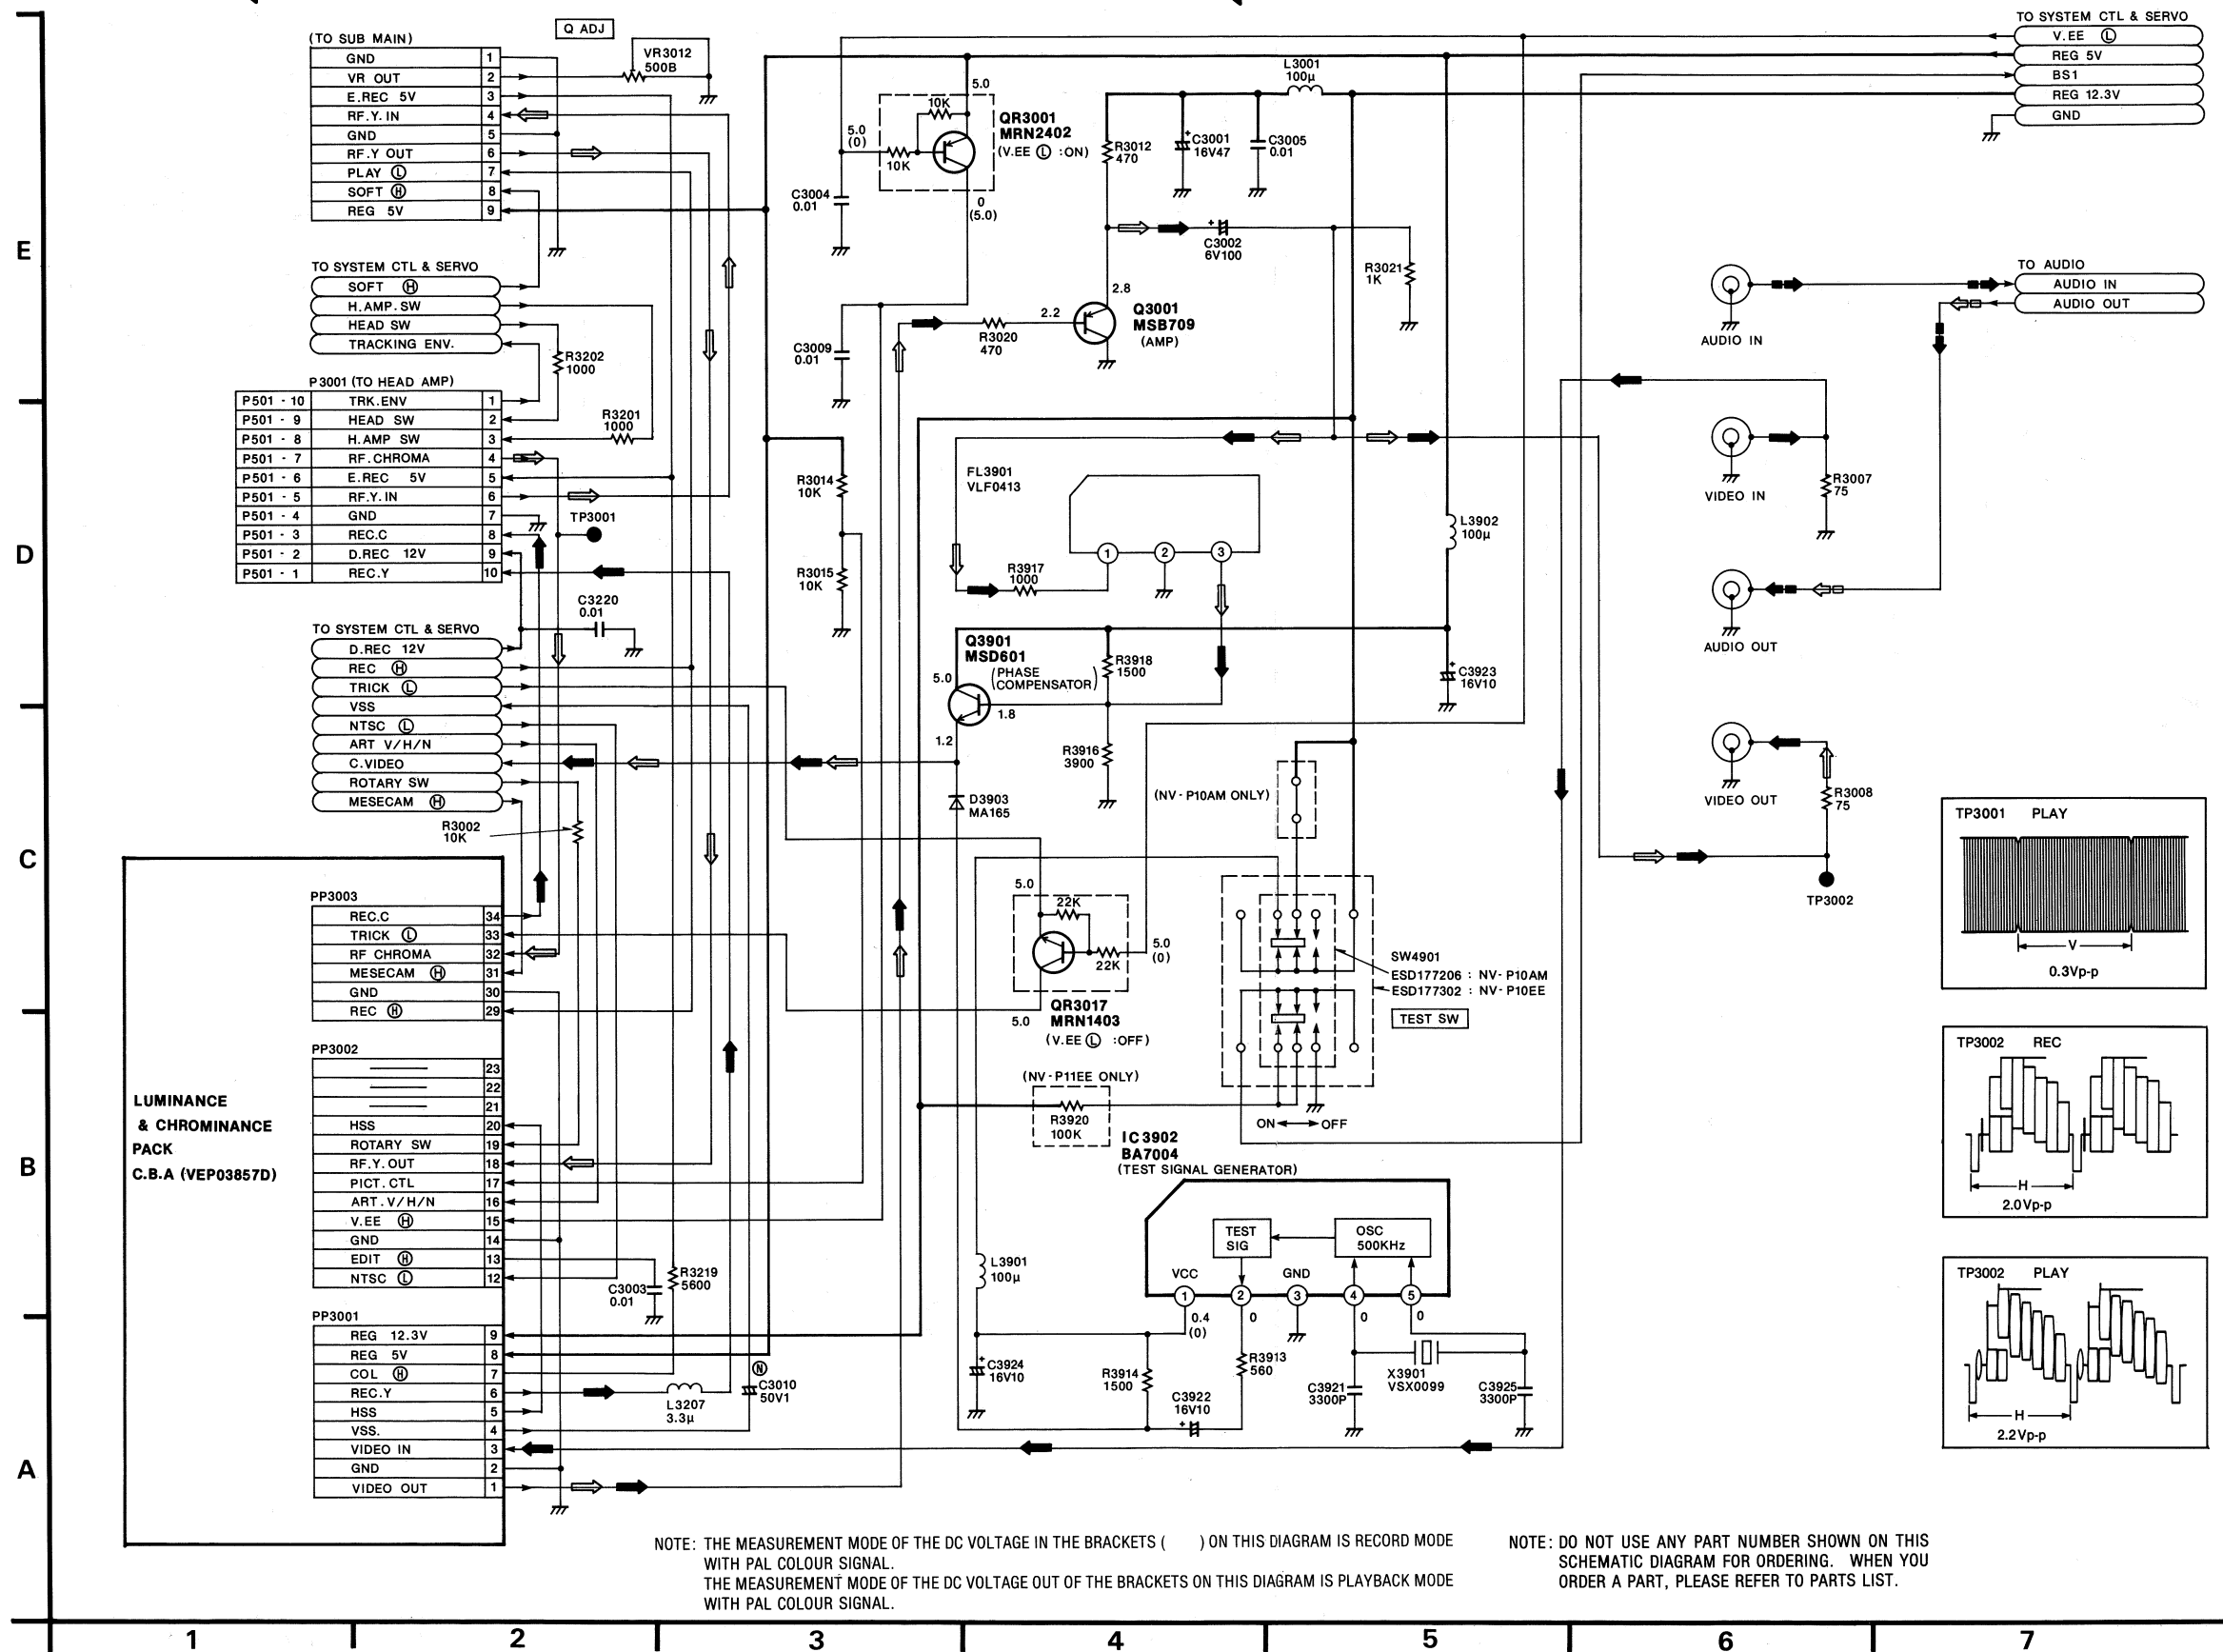 (TO SUB MAIN)
GND 1
VR OUT 2
E.REC 5V 3
RF.Y.IN 4
GND 5
RF.Y OUT 6
PLAY Ⓛ 7
SOFT Ⓗ 8
REG 5V 9
Q ADJ
VR3012
500B
TO SYSTEM CTL & SERVO
SOFT Ⓗ
H.AMP.SW
HEAD SW
TRACKING ENV.
R3202
1000
P3001 (TO HEAD AMP)
P501 - 10 TRK.ENV 1
P501 - 9 HEAD SW 2
P501 - 8 H.AMP SW 3
P501 - 7 RF.CHROMA 4
P501 - 6 E.REC 5V 5
P501 - 5 RF.Y.IN 6
P501 - 4 GND 7
P501 - 3 REC.C 8
P501 - 2 D.REC 12V 9
P501 - 1 REC.Y 10
R3201
1000
TP3001
C3220
0.01
TO SYSTEM CTL & SERVO
D.REC 12V
REC Ⓗ
TRICK Ⓛ
VSS
NTSC Ⓛ
ART V/H/N
C.VIDEO
ROTARY SW
MESECAM Ⓗ
R3002
10K
PP3003
REC.C 34
TRICK Ⓛ 33
RF CHROMA 32
MESECAM Ⓗ 31
GND 30
REC Ⓗ 29
PP3002
23
22
21
HSS 20
ROTARY SW 19
RF.Y.OUT 18
PICT.CTL 17
ART.V/H/N 16
V.EE Ⓗ 15
GND 14
EDIT Ⓗ 13
NTSC Ⓛ 12
PP3001
REG 12.3V 9
REG 5V 8
COL Ⓗ 7
REC.Y 6
HSS 5
VSS. 4
VIDEO IN 3
GND 2
VIDEO OUT 1
LUMINANCE
& CHROMINANCE
PACK
C.B.A (VEP03857D)
C3003
0.01
R3219
5600
L3207
3.3μ
Ⓝ
C3010
50V1
5.0
(0)
5.0
10K
10K
QR3001
MRN2402
(V.EE Ⓛ :ON)
0
(5.0)
C3004
0.01
C3009
0.01
R3014
10K
R3015
10K
L3001
100μ
R3012
470
C3001
16V47
C3005
0.01
C3002
6V100
R3021
1K
R3020
470
2.2
2.8
Q3001
MSB709
(AMP)
FL3901
VLF0413
1 2 3
R3917
1000
L3902
100μ
Q3901
MSD601
(PHASE
COMPENSATOR)
5.0
1.8
1.2
R3918
1500
R3916
3900
C3923
16V10
D3903
MA165
(NV-P10AM ONLY)
5.0
22K
22K
5.0
(0)
5.0
QR3017
MRN1403
(V.EE Ⓛ :OFF)
SW4901
ESD177206 : NV-P10AM
ESD177302 : NV-P10EE
TEST SW
(NV-P11EE ONLY)
R3920
100K
ON OFF
IC3902
BA7004
(TEST SIGNAL GENERATOR)
TEST
SIG
OSC
500KHz
VCC GND
1 2 3 4 5
0.4
(0)
0
0
0
L3901
100μ
C3924
16V10
R3914
1500
R3913
560
C3922
16V10
C3921
3300P
X3901
VSX0099
C3925
3300P
TO SYSTEM CTL & SERVO
V.EE Ⓛ
REG 5V
BS1
REG 12.3V
GND
TO AUDIO
AUDIO IN
AUDIO OUT
AUDIO IN
VIDEO IN
R3007
75
AUDIO OUT
VIDEO OUT
R3008
75
TP3002
TP3001 PLAY
V
0.3Vp-p
TP3002 REC
H
2.0Vp-p
TP3002 PLAY
H
2.2Vp-p
NOTE: THE MEASUREMENT MODE OF THE DC VOLTAGE IN THE BRACKETS ( ) ON THIS DIAGRAM IS RECORD MODE
WITH PAL COLOUR SIGNAL.
THE MEASUREMENT MODE OF THE DC VOLTAGE OUT OF THE BRACKETS ON THIS DIAGRAM IS PLAYBACK MODE
WITH PAL COLOUR SIGNAL.
NOTE: DO NOT USE ANY PART NUMBER SHOWN ON THIS
SCHEMATIC DIAGRAM FOR ORDERING. WHEN YOU
ORDER A PART, PLEASE REFER TO PARTS LIST.
E
D
C
B
A
1 2 3 4 5 6 7